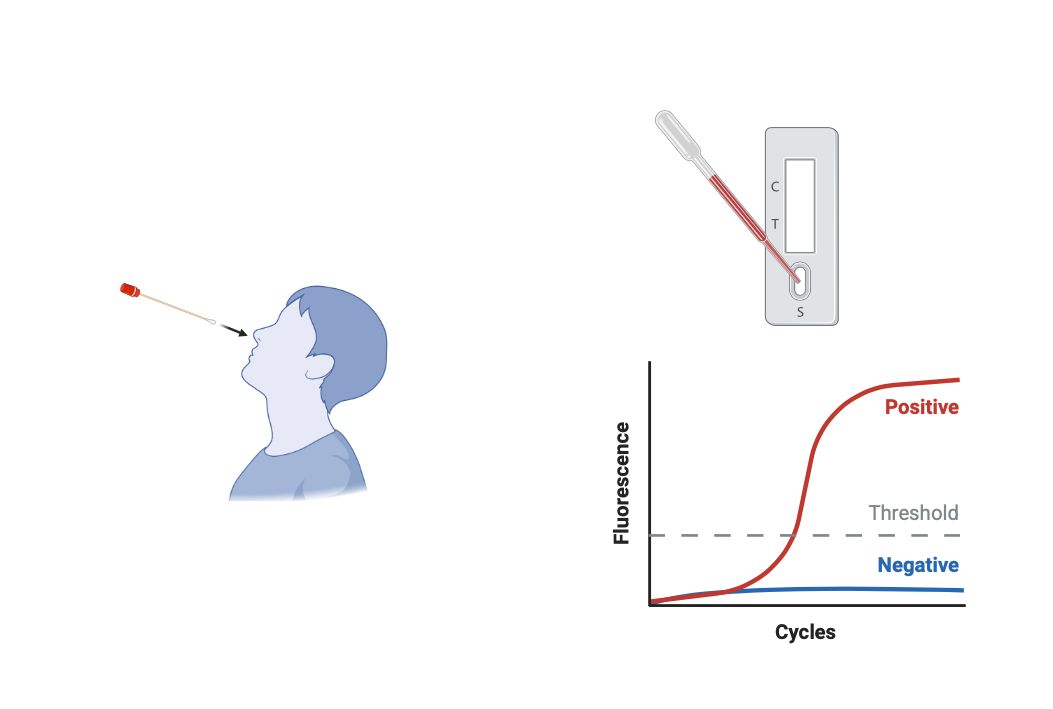 C
T
S
Fluorescence
Positive
Threshold
Negative
Cycles